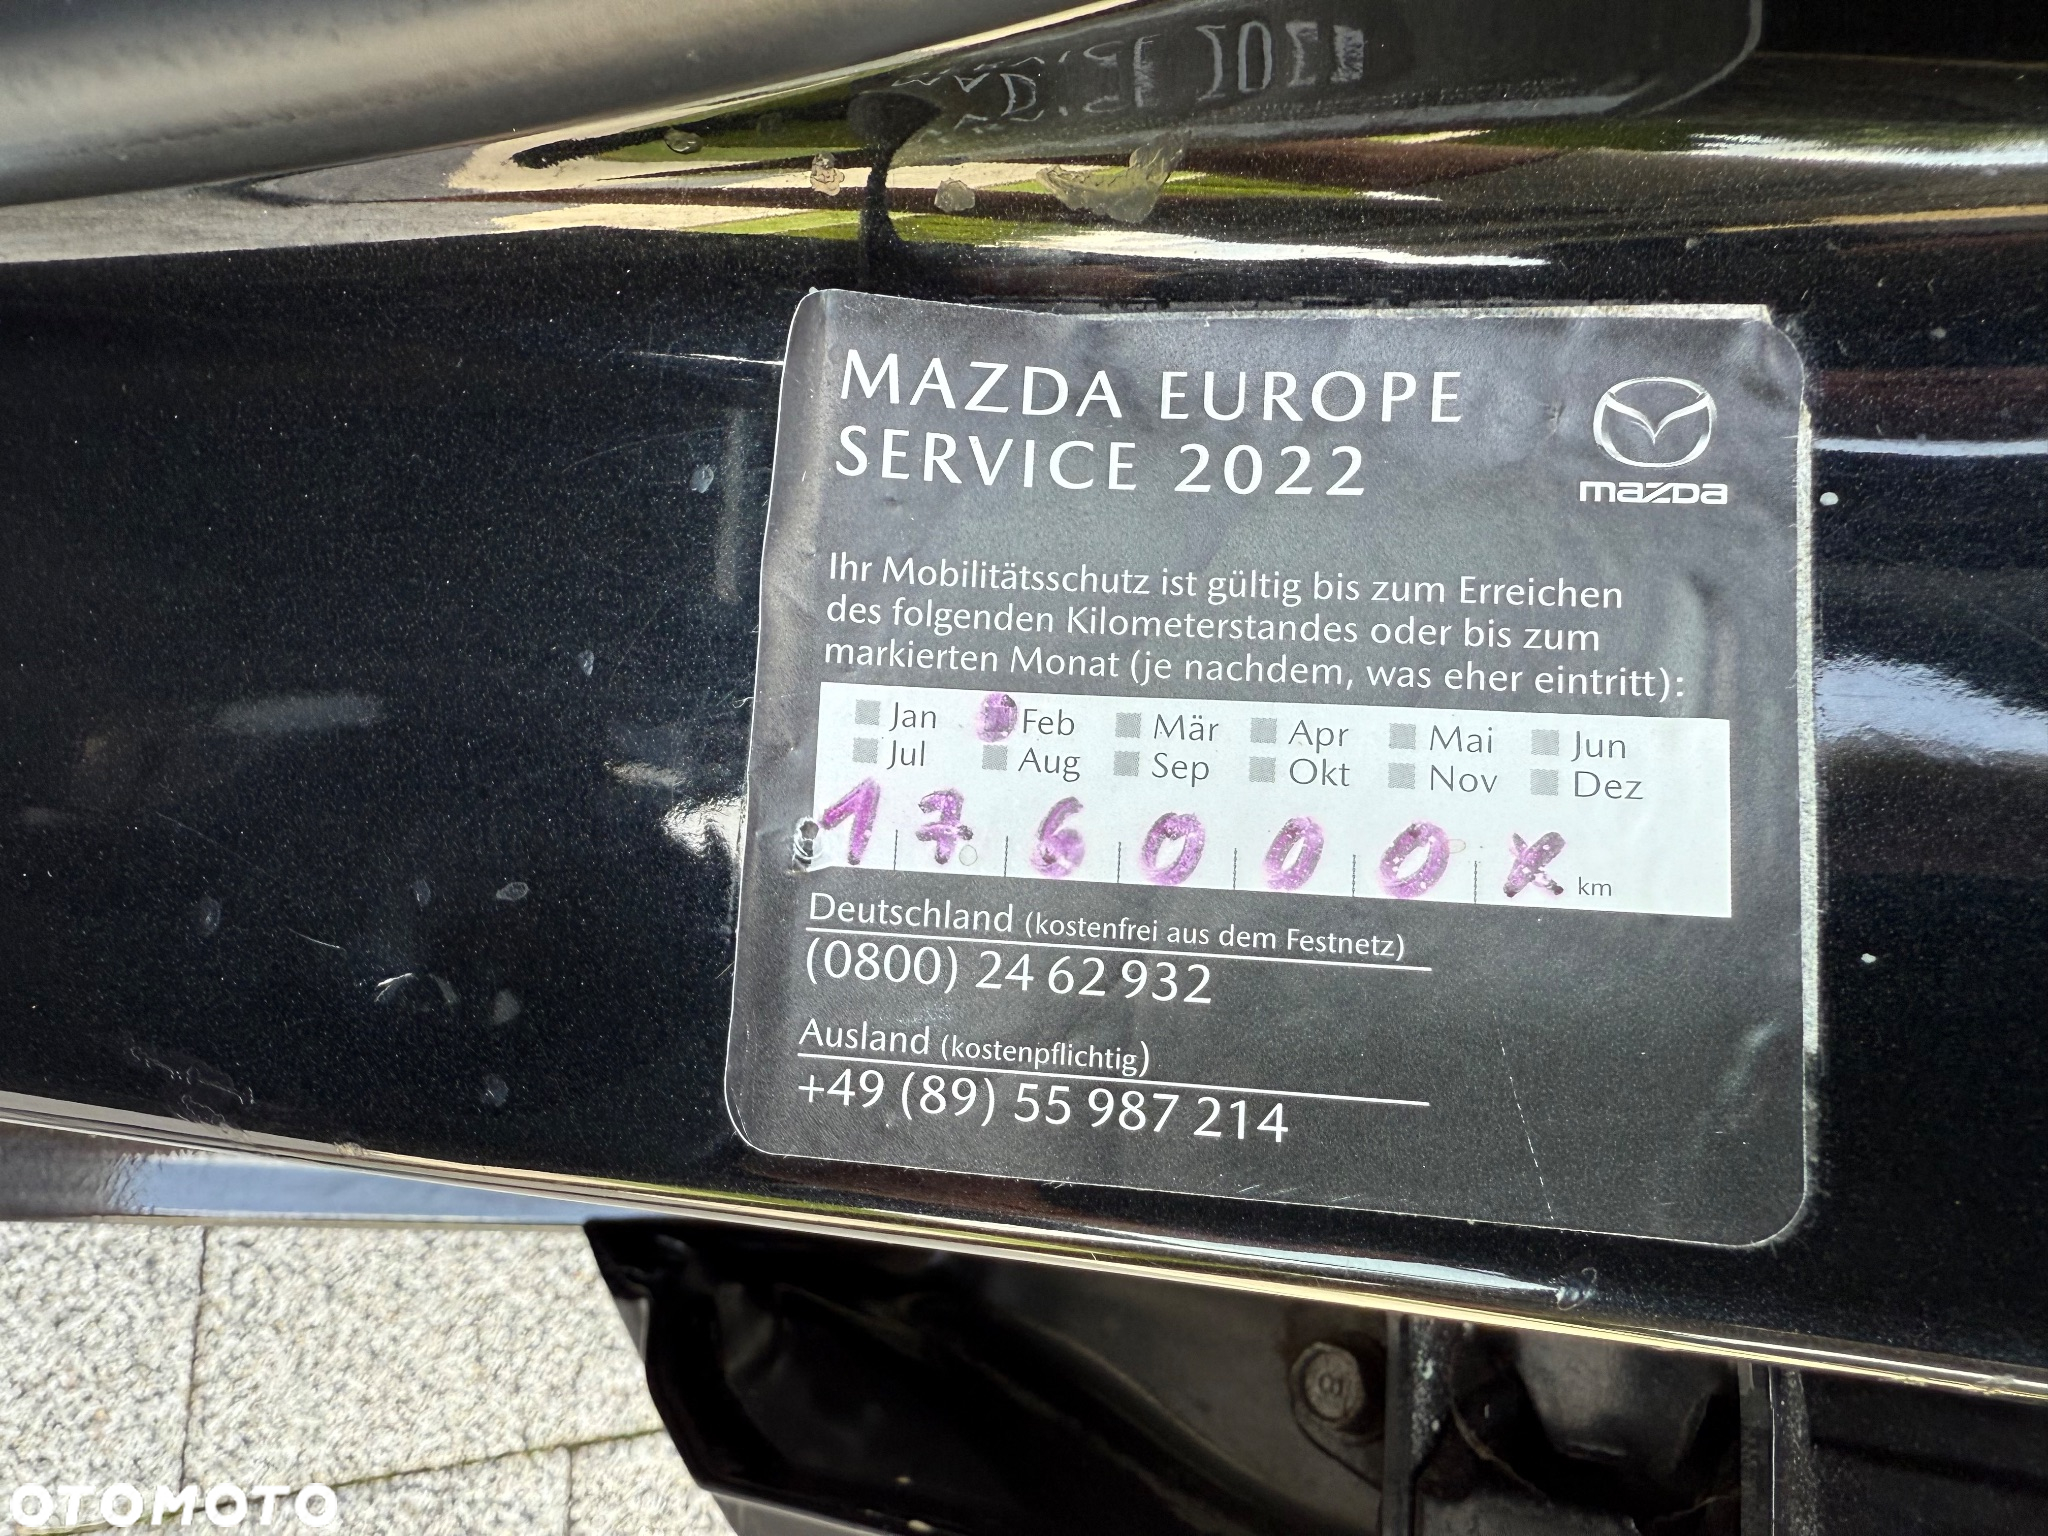 MAZDA EUROPE
SERVICE 2022
mazda
Ihr Mobilitätsschutz ist gültig bis zum Erreichen
des folgenden Kilometerstandes oder bis zum
markierten Monat (je nachdem, was eher eintritt):
Jan Feb Mär Apr Mai Jun
Jul Aug Sep Okt Nov Dez
176000X km
Deutschland (kostenfrei aus dem Festnetz)
(0800) 24 62 932
Ausland (kostenpflichtig)
+49 (89) 55 987 214
OTOMOTO